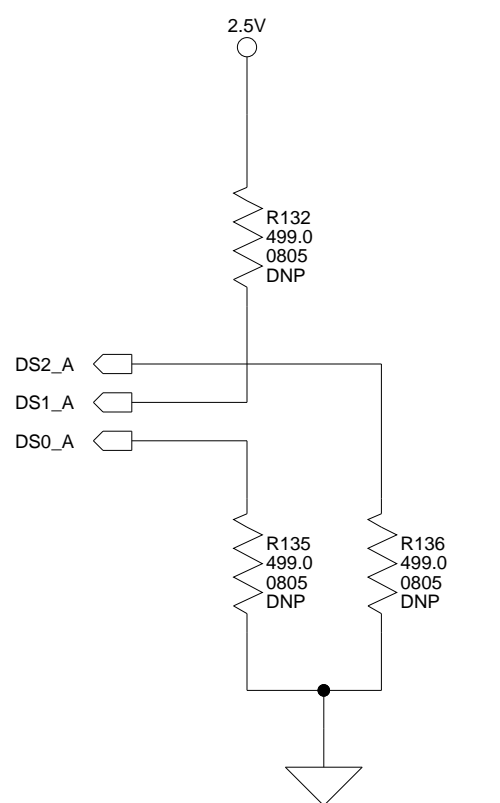 2.5V
R132
499.0
0805
DNP
DS2_A
DS1_A
DS0_A
R135
499.0
0805
DNP
R136
499.0
0805
DNP